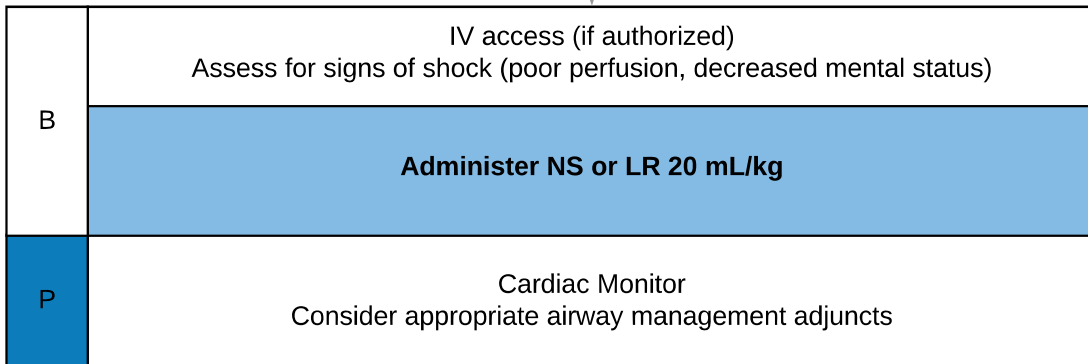 B
IV access (if authorized)
Assess for signs of shock (poor perfusion, decreased mental status)
Administer NS or LR 20 mL/kg
P
Cardiac Monitor
Consider appropriate airway management adjuncts